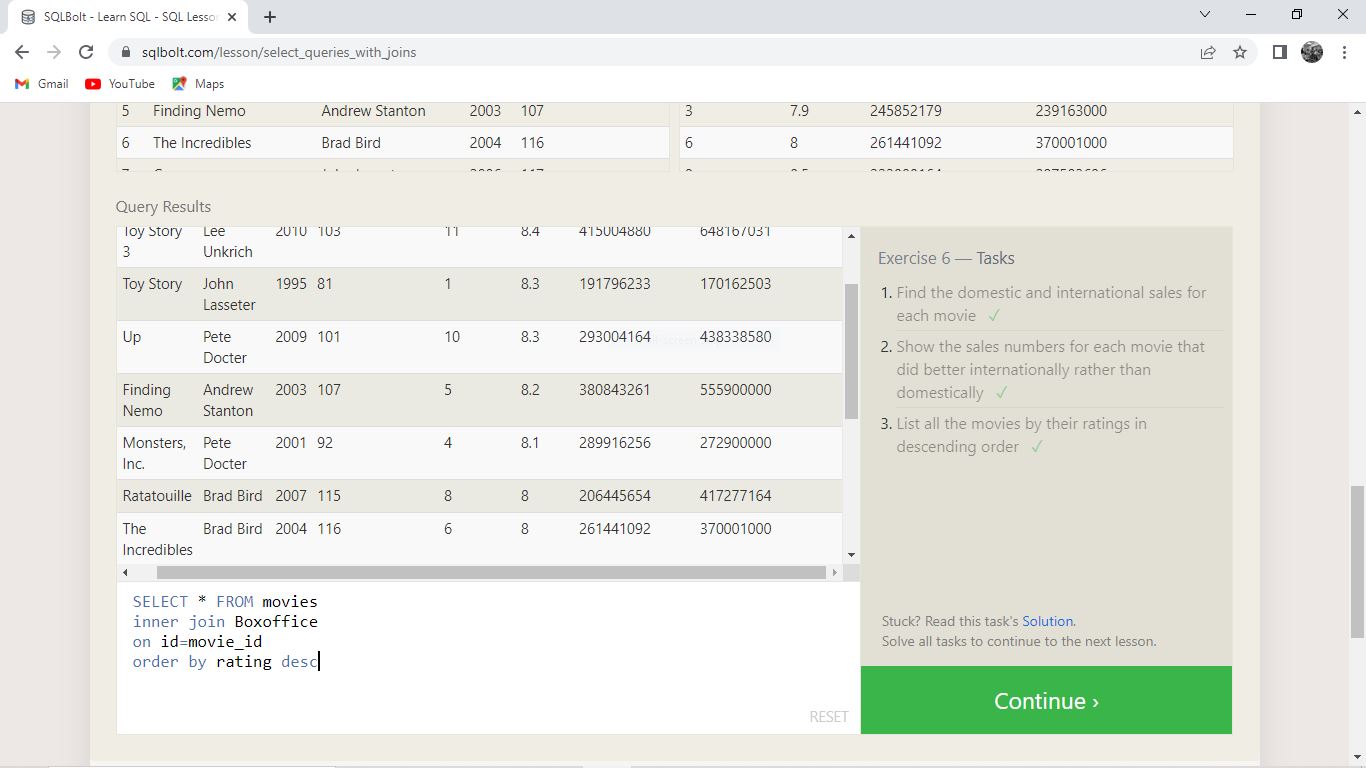 SQLBolt - Learn SQL - SQL Lesso
sqlbolt.com/lesson/select_queries_with_joins
Gmail YouTube Maps
5 Finding Nemo Andrew Stanton 2003 107 3 7.9 245852179 239163000
6 The Incredibles Brad Bird 2004 116 6 8 261441092 370001000
Query Results
Toy Story Lee 2010 103 11 8.4 415004880 648167031
3 Unkrich
Toy Story John 1995 81 1 8.3 191796233 170162503
Lasseter
Up Pete 2009 101 10 8.3 293004164 438338580
Docter
Finding Andrew 2003 107 5 8.2 380843261 555900000
Nemo Stanton
Monsters, Pete 2001 92 4 8.1 289916256 272900000
Inc. Docter
Ratatouille Brad Bird 2007 115 8 8 206445654 417277164
The Brad Bird 2004 116 6 8 261441092 370001000
Incredibles
SELECT * FROM movies
inner join Boxoffice
on id=movie_id
order by rating desc
RESET
Exercise 6 — Tasks
1. Find the domestic and international sales for
each movie ✓
2. Show the sales numbers for each movie that
did better internationally rather than
domestically ✓
3. List all the movies by their ratings in
descending order ✓
Stuck? Read this task's Solution.
Solve all tasks to continue to the next lesson.
Continue ›